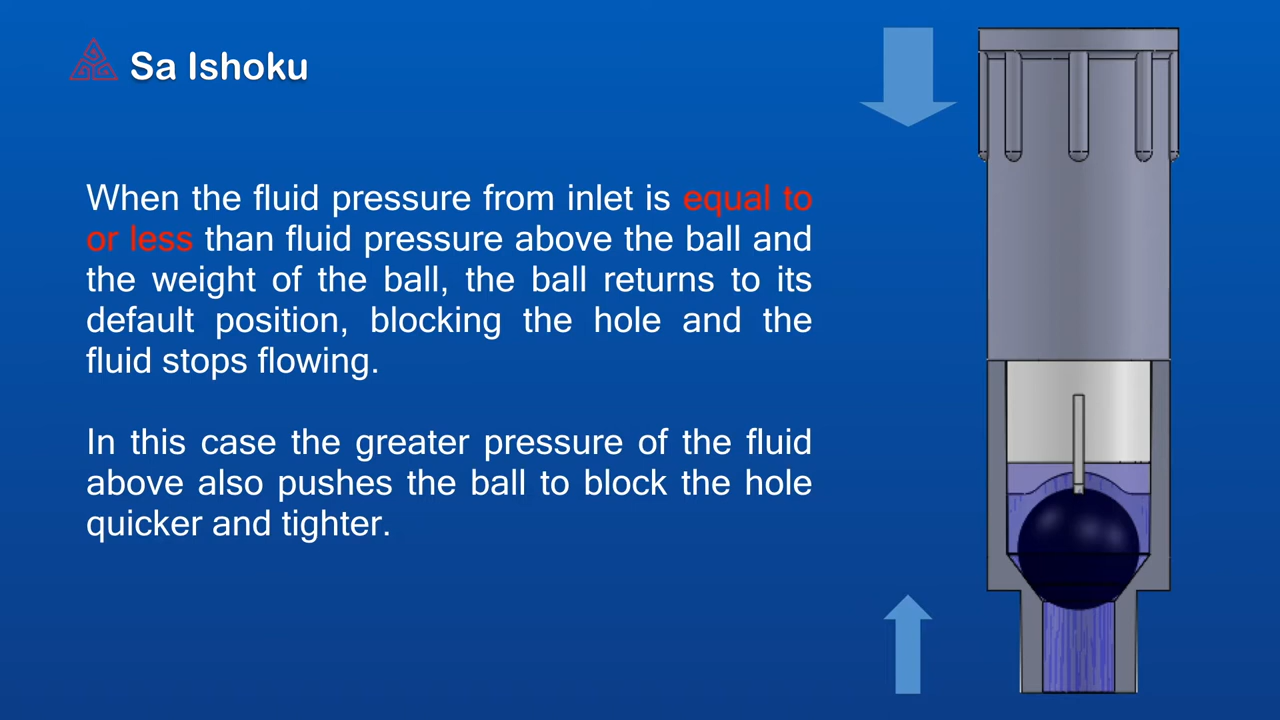 Sa Ishoku
When the fluid pressure from inlet is equal to
or less than fluid pressure above the ball and
the weight of the ball, the ball returns to its
default position, blocking the hole and the
fluid stops flowing.
In this case the greater pressure of the fluid
above also pushes the ball to block the hole
quicker and tighter.